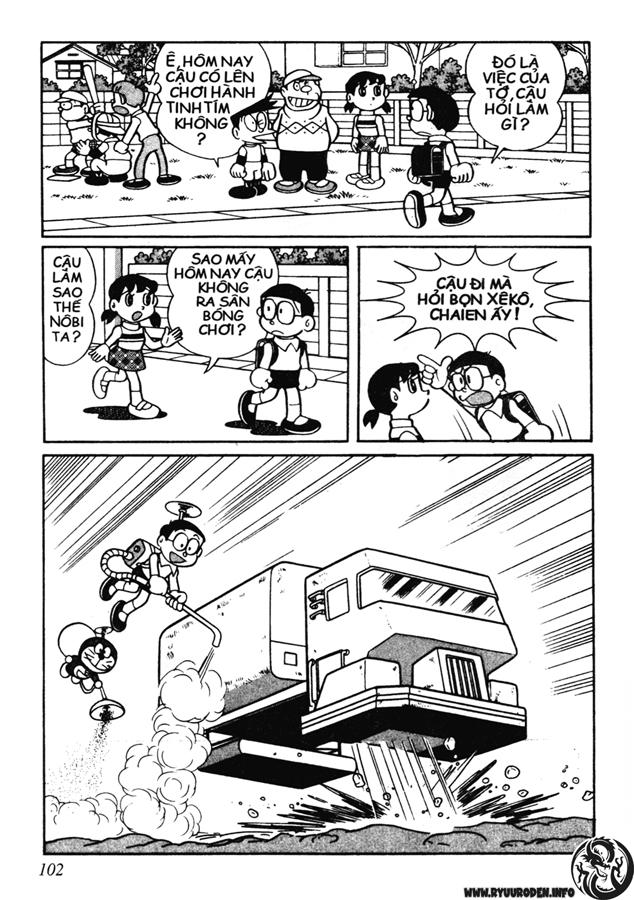 Ê, HÔM NAY
CẬU CÓ LÊN
CHƠI HÀNH
TINH TÍM
KHÔNG
?
ĐÓ LÀ
VIỆC CỦA
TỚ, CẬU
HỎI LÀM
GÌ?
CẬU
LÀM
SAO
THẾ
NÔBI
TA?
SAO MẤY
HÔM NAY CẬU
KHÔNG
RA SÂN
BÓNG
CHƠI?
CẬU ĐI MÀ
HỎI BỌN XÊKÔ,
CHAIEN ẤY!
102
WWW.RYUURODEN.INFO